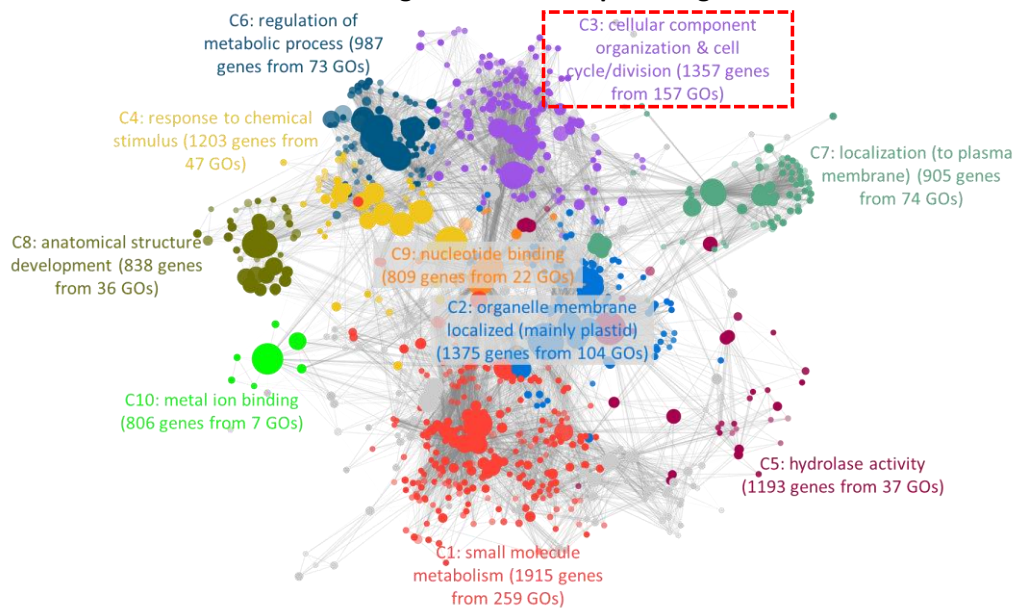 C6: regulation of
metabolic process (987
genes from 73 GOs)
C3: cellular component
organization & cell
cycle/division (1357 genes
from 157 GOs)
C4: response to chemical
stimulus (1203 genes from
47 GOs)
C7: localization (to plasma
membrane) (905 genes
from 74 GOs)
C8: anatomical structure
development (838 genes
from 36 GOs)
C9: nucleotide binding
(809 genes from 22 GOs)
C2: organelle membrane
localized (mainly plastid)
(1375 genes from 104 GOs)
C10: metal ion binding
(806 genes from 7 GOs)
C5: hydrolase activity
(1193 genes from 37 GOs)
C1: small molecule
metabolism (1915 genes
from 259 GOs)